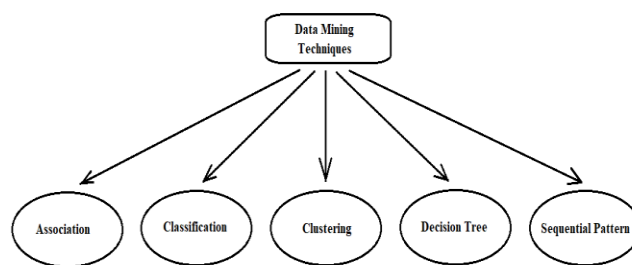 Data Mining
Techniques
Association
Classification
Clustering
Decision Tree
Sequential Pattern